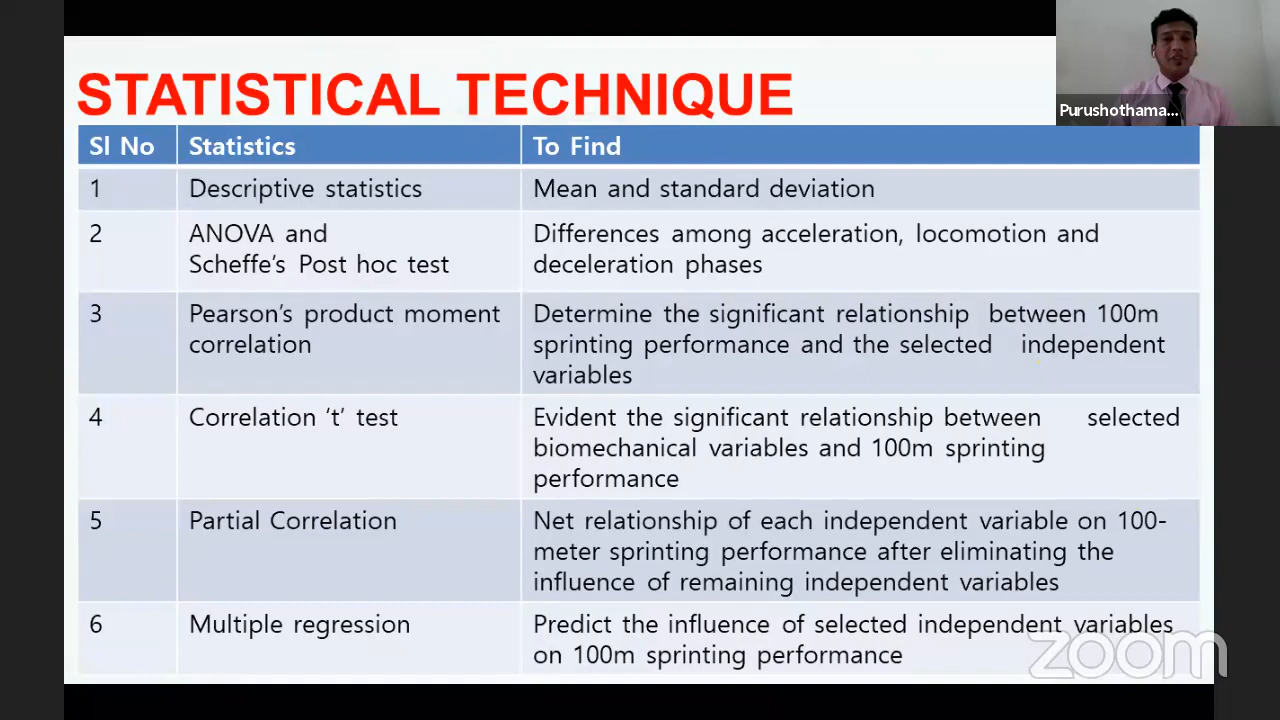 STATISTICAL TECHNIQUE
Purushothama...
Sl No Statistics To Find
1 Descriptive statistics Mean and standard deviation
2 ANOVA and Differences among acceleration, locomotion and
Scheffe's Post hoc test deceleration phases
3 Pearson's product moment Determine the significant relationship between 100m
correlation sprinting performance and the selected independent
variables
4 Correlation 't' test Evident the significant relationship between selected
biomechanical variables and 100m sprinting
performance
5 Partial Correlation Net relationship of each independent variable on 100-
meter sprinting performance after eliminating the
influence of remaining independent variables
6 Multiple regression Predict the influence of selected independent variables
on 100m sprinting performance
zoom